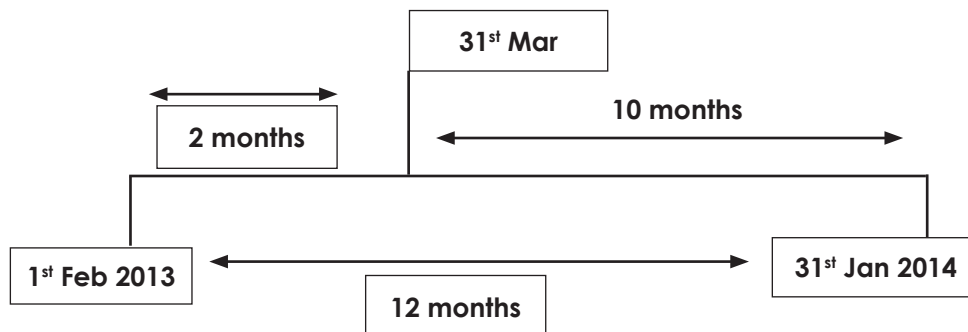 31st Mar
10 months
2 months
1st Feb 2013
31st Jan 2014
12 months